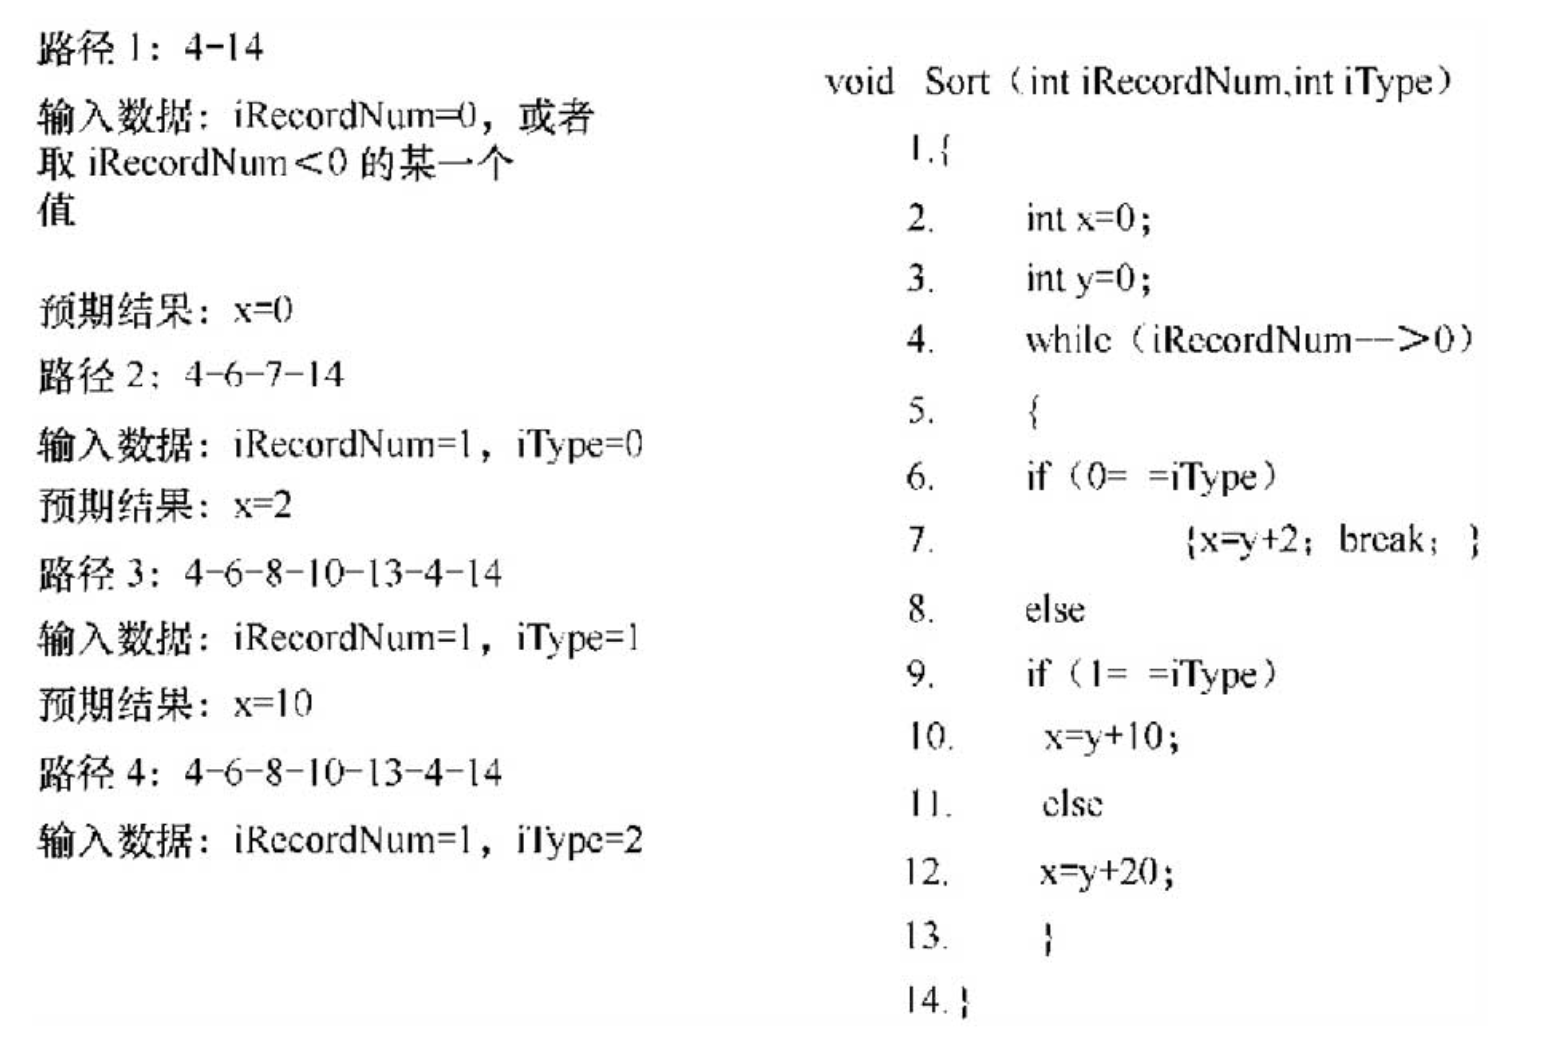 路径 1：4-14
输入数据：iRecordNum=0，或者
取 iRecordNum<0 的某一个
值
预期结果：x=0
路径 2：4-6-7-14
输入数据：iRecordNum=1，iType=0
预期结果：x=2
路径 3：4-6-8-10-13-4-14
输入数据：iRecordNum=1，iType=1
预期结果：x=10
路径 4：4-6-8-10-13-4-14
输入数据：iRecordNum=1，iType=2
void Sort（int iRecordNum,int iType）
1.{
2. int x=0；
3. int y=0；
4. while（iRecordNum-->0）
5. {
6. if（0= =iType）
7. {x=y+2；break；}
8. else
9. if（1= =iType）
10. x=y+10；
11. else
12. x=y+20；
13. }
14.}